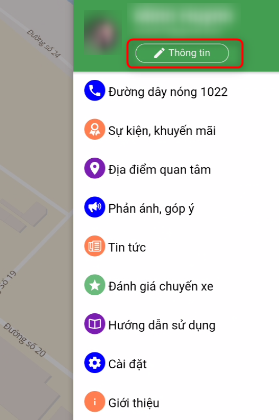 Thông tin
Đường số 24
Đường dây nóng 1022
Sự kiện, khuyến mãi
Địa điểm quan tâm
Phản ánh, góp ý
Tin tức
số 19
Đánh giá chuyến xe
Hướng dẫn sử dụng
Đường số 20
Cài đặt
Giới thiệu